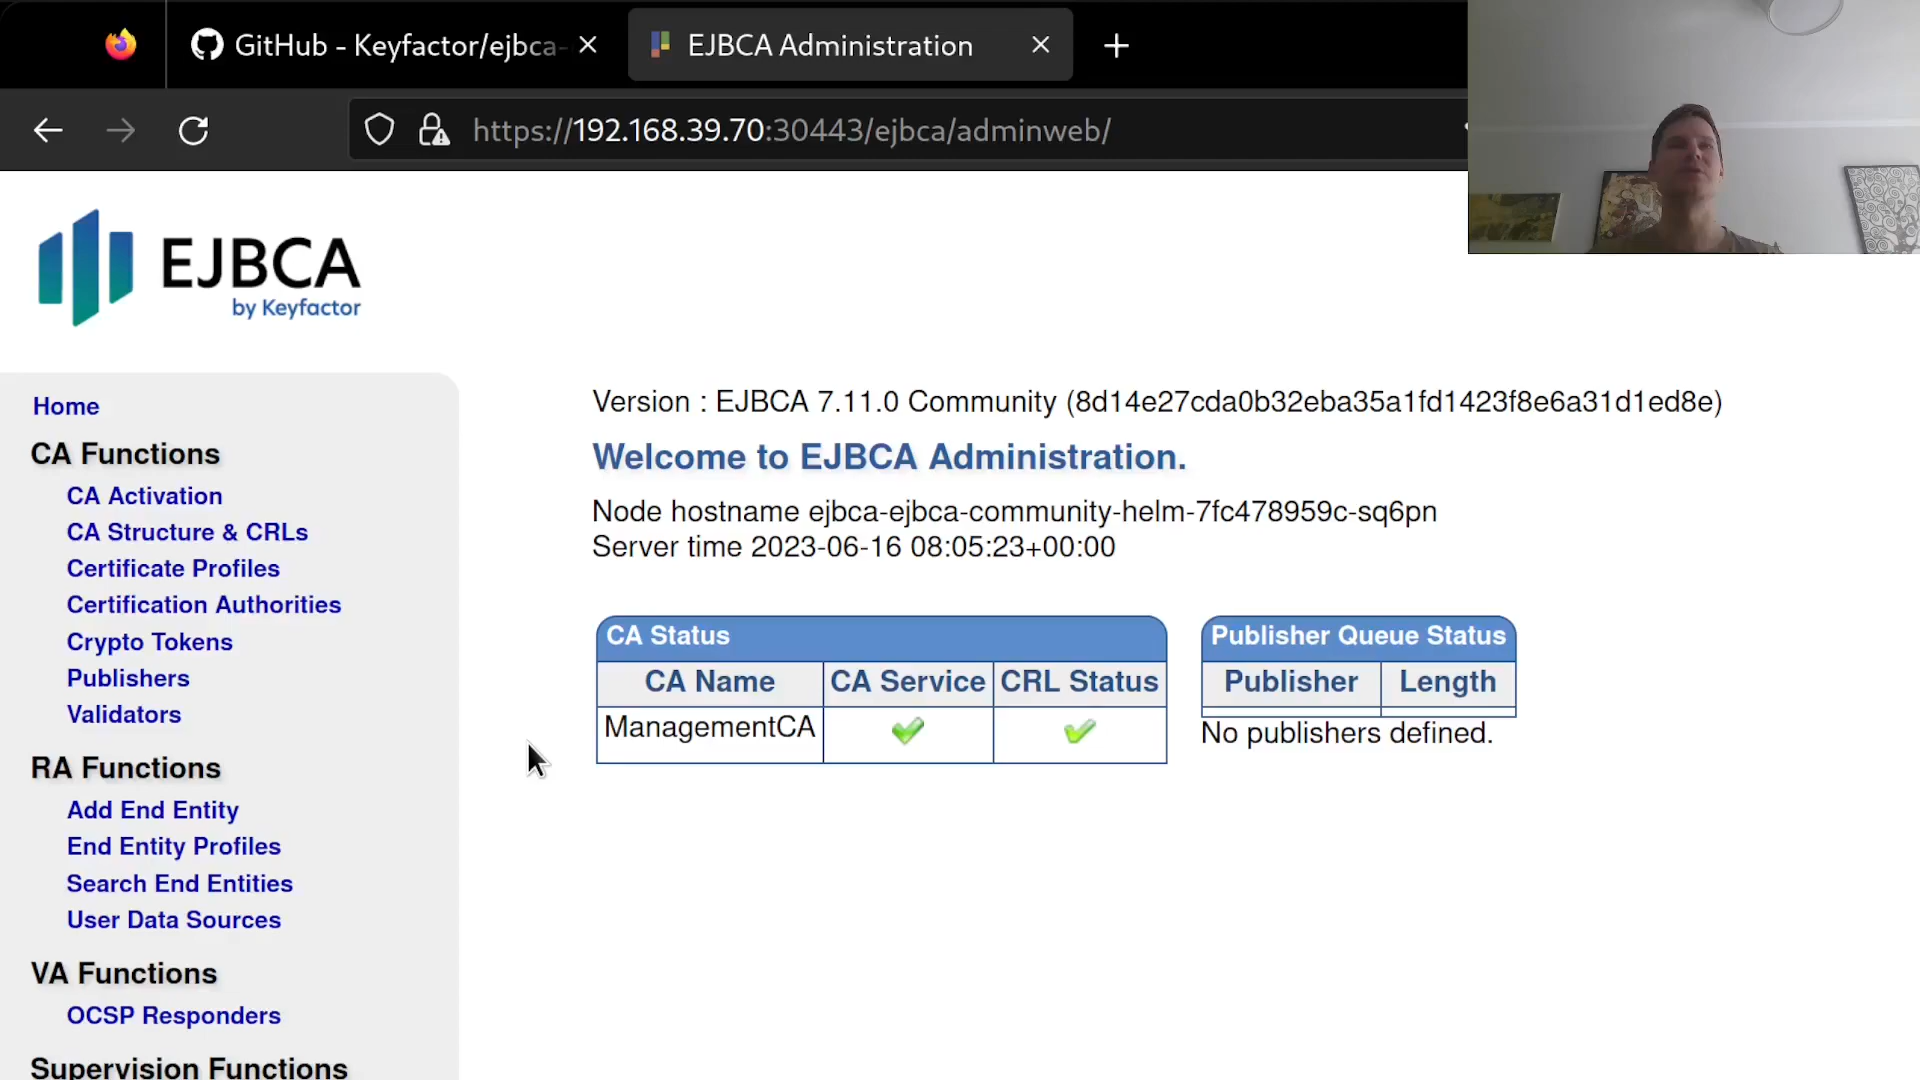 GitHub - Keyfactor/ejbca-
EJBCA Administration
https://192.168.39.70:30443/ejbca/adminweb/
EJBCA
by Keyfactor
Home
CA Functions
CA Activation
CA Structure & CRLs
Certificate Profiles
Certification Authorities
Crypto Tokens
Publishers
Validators
RA Functions
Add End Entity
End Entity Profiles
Search End Entities
User Data Sources
VA Functions
OCSP Responders
Supervision Functions
Version : EJBCA 7.11.0 Community (8d14e27cda0b32eba35a1fd1423f8e6a31d1ed8e)
Welcome to EJBCA Administration.
Node hostname ejbca-ejbca-community-helm-7fc478959c-sq6pn
Server time 2023-06-16 08:05:23+00:00
CA Status
CA Name CA Service CRL Status
ManagementCA
Publisher Queue Status
Publisher Length
No publishers defined.